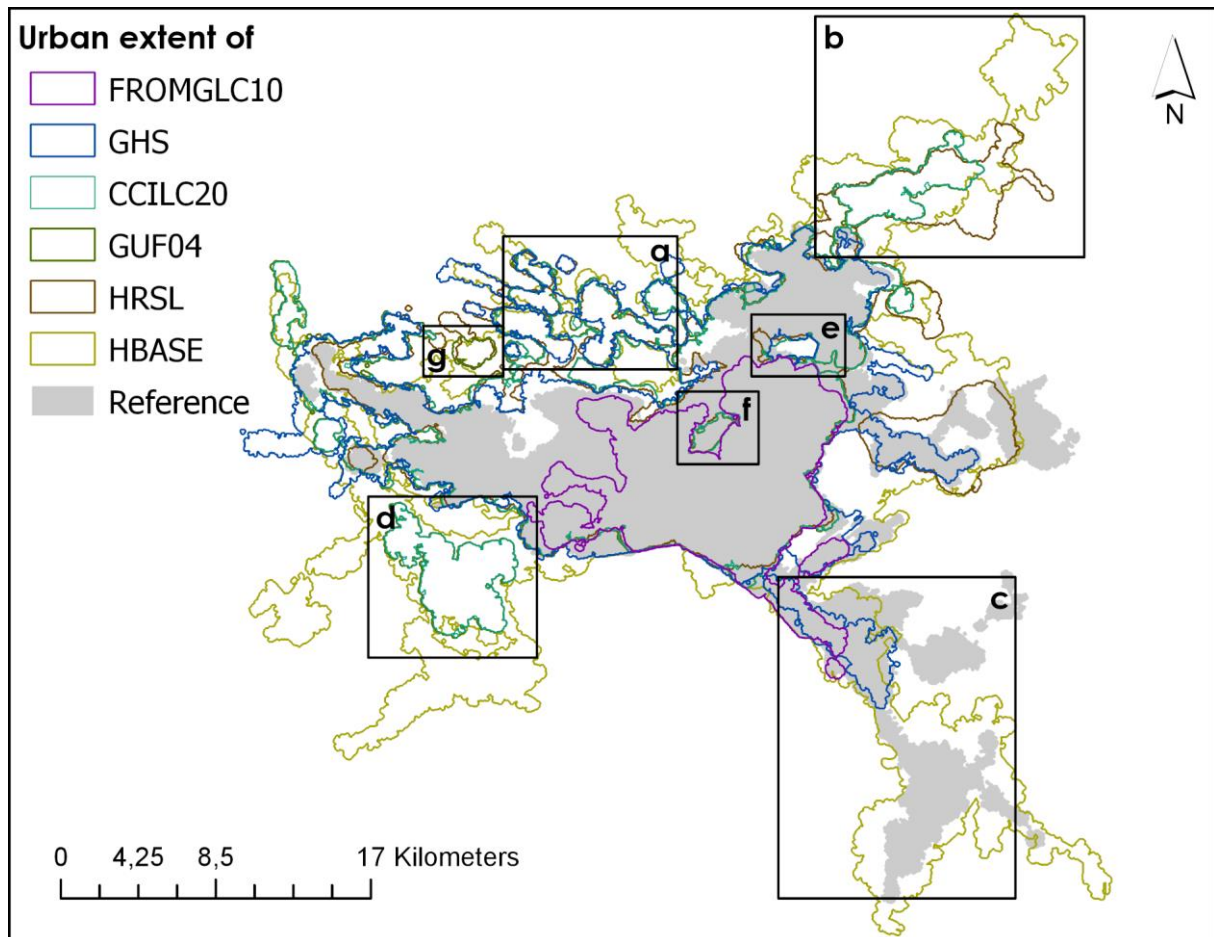 Urban extent of
FROMGLC10
GHS
CCILC20
GUF04
HRSL
HBASE
Reference
b
N
a
e
g
f
d
c
0 4,25 8,5 17 Kilometers